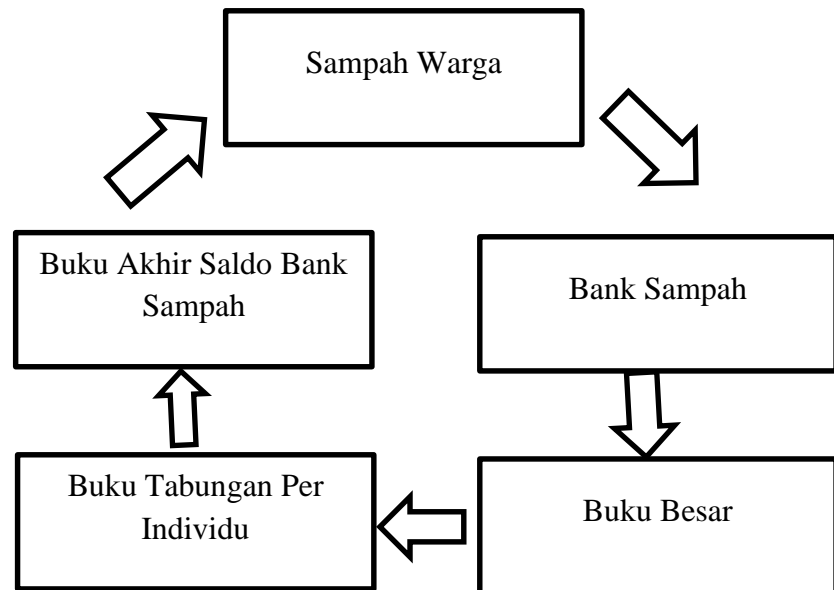 Sampah Warga
Buku Akhir Saldo Bank
Sampah
Bank Sampah
Buku Tabungan Per
Individu
Buku Besar